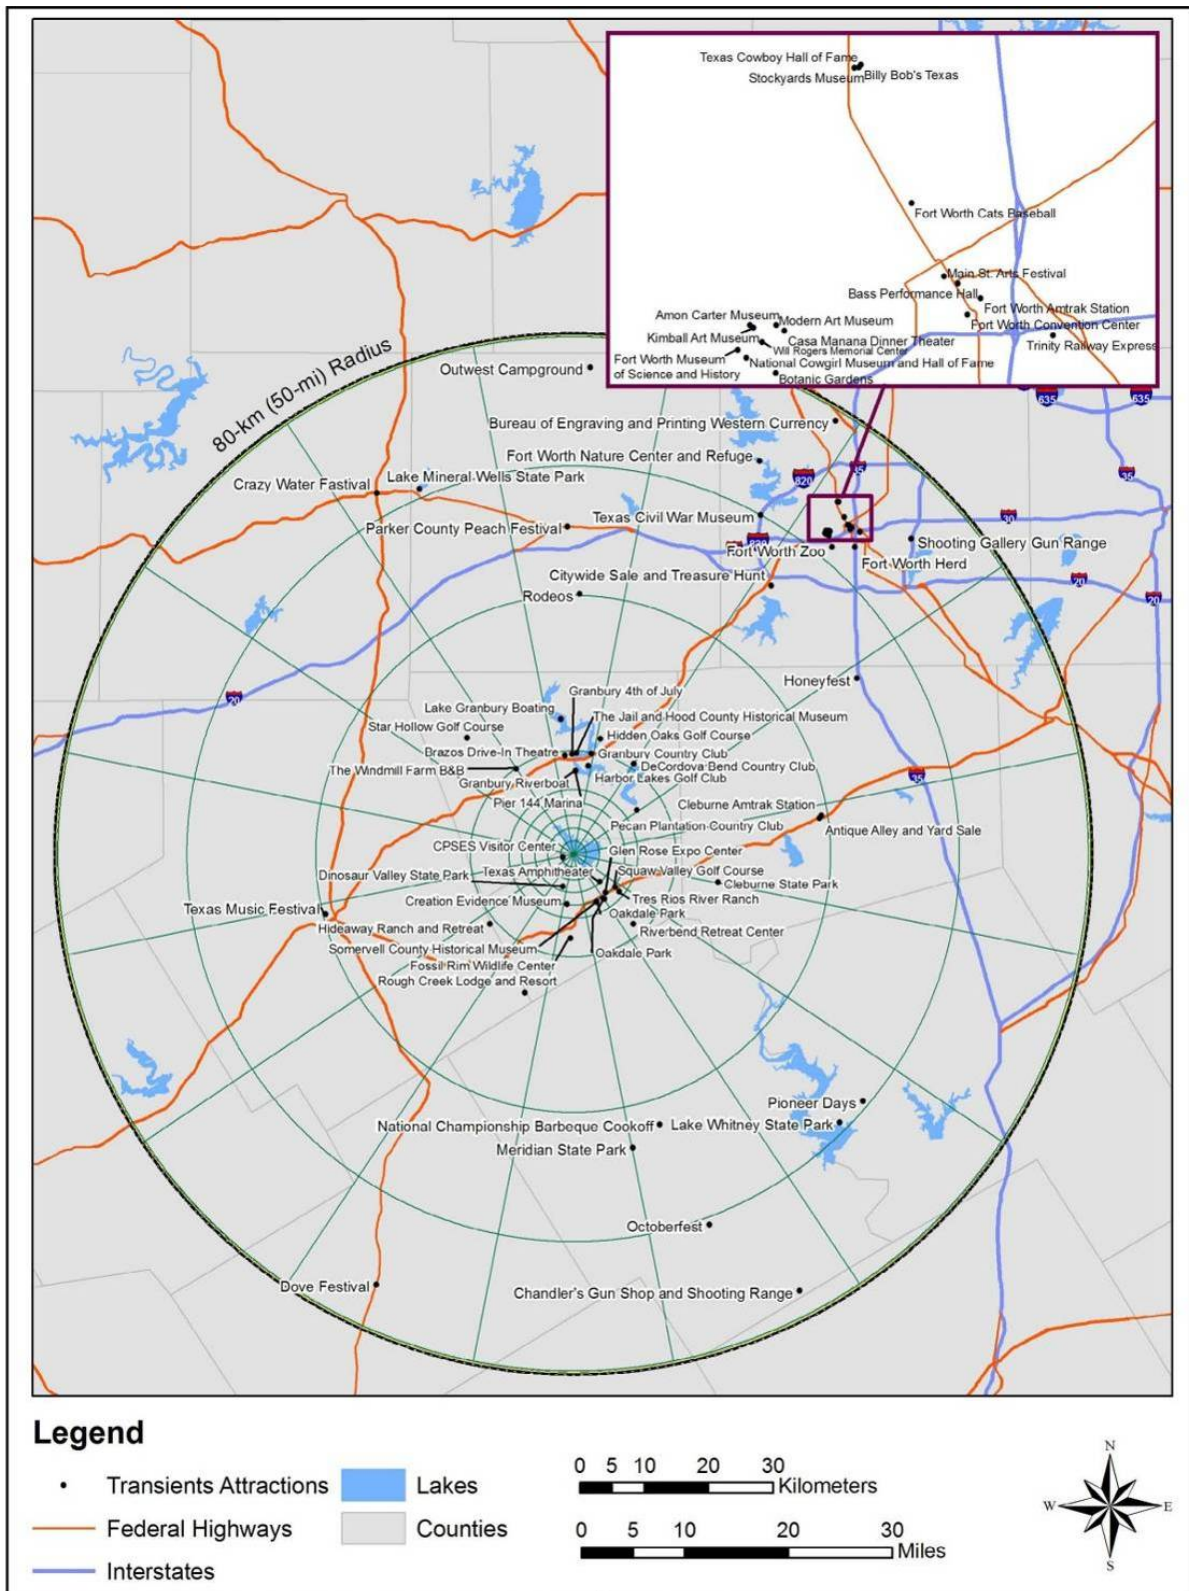 Texas Cowboy Hall of Fame
Stockyards Museum
Billy Bob's Texas
Fort Worth Cats Baseball
Main St. Arts Festival
Bass Performance Hall
Fort Worth Amtrak Station
Fort Worth Convention Center
Trinity Railway Express
Amon Carter Museum
Modern Art Museum
Kimball Art Museum
Casa Manana Dinner Theater
Will Rogers Memorial Center
Fort Worth Museum
of Science and History
National Cowgirl Museum and Hall of Fame
Botanic Gardens
80-km (50-mi) Radius
Outwest Campground
635
635
Bureau of Engraving and Printing Western Currency
Fort Worth Nature Center and Refuge
35
820
35
Lake Mineral Wells State Park
Crazy Water Fastival
Texas Civil War Museum
30
Parker County Peach Festival
820
Shooting Gallery Gun Range
Fort Worth Zoo
Fort Worth Herd
Citywide Sale and Treasure Hunt
20
20
Rodeos
Honeyfest
20
Granbury 4th of July
Lake Granbury Boating
The Jail and Hood County Historical Museum
Star Hollow Golf Course
Hidden Oaks Golf Course
Brazos Drive-In Theatre
Granbury Country Club
The Windmill Farm B&B
DeCordova Bend Country Club
Granbury Riverboat
Harbor Lakes Golf Club
35
Pier 144 Marina
Cleburne Amtrak Station
Pecan Plantation Country Club
Antique Alley and Yard Sale
CPSES Visitor Center
Glen Rose Expo Center
Dinosaur Valley State Park
Texas Amphitheater
Squaw Valley Golf Course
Cleburne State Park
Creation Evidence Museum
Tres Rios River Ranch
Texas Music Festival
Oakdale Park
Hideaway Ranch and Retreat
Riverbend Retreat Center
Somervell County Historical Museum
Oakdale Park
Fossil Rim Wildlife Center
Rough Creek Lodge and Resort
Pioneer Days
National Championship Barbeque Cookoff
Lake Whitney State Park
Meridian State Park
Octoberfest
Dove Festival
Chandler's Gun Shop and Shooting Range
Legend
Transients Attractions
Lakes
Federal Highways
Counties
Interstates
0 5 10 20 30
Kilometers
0 5 10 20 30
Miles
N
W
E
S